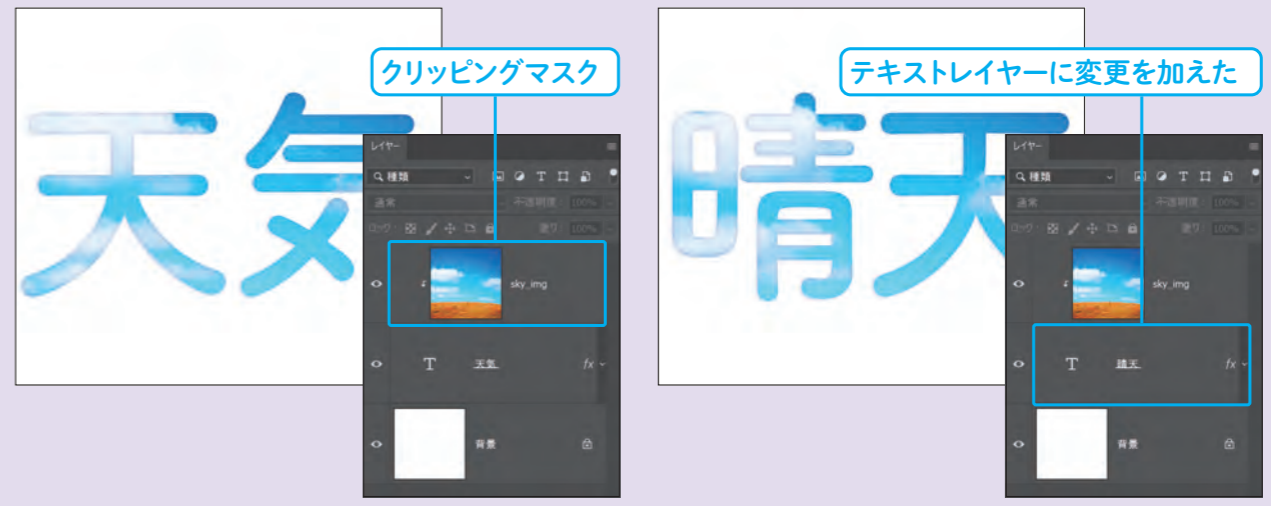 天気
クリッピングマスク
レイヤー
種類
通常
不透明度: 100%
ロック:
塗り: 100%
sky_img
T 天気 fx
背景
晴天
テキストレイヤーに変更を加えた
レイヤー
種類
通常
不透明度: 100%
ロック:
塗り: 100%
sky_img
T 晴天 fx
背景